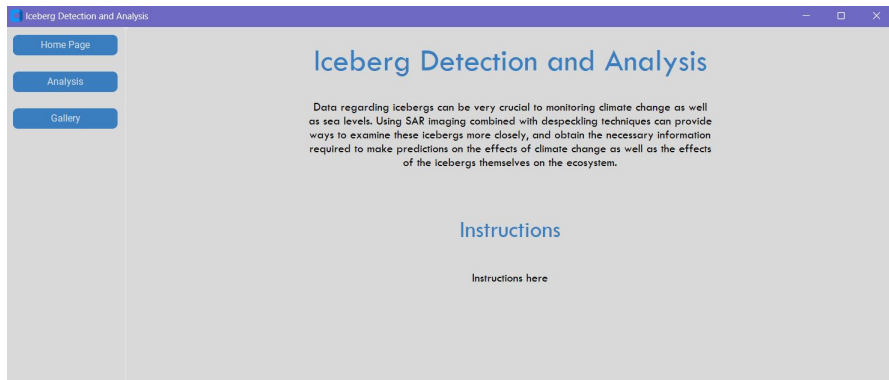 Iceberg Detection and Analysis
Home Page
Analysis
Gallery
Iceberg Detection and Analysis
Data regarding icebergs can be very crucial to monitoring climate change as well
as sea levels. Using SAR imaging combined with despeckling techniques can provide
ways to examine these icebergs more closely, and obtain the necessary information
required to make predictions on the effects of climate change as well as the effects
of the icebergs themselves on the ecosystem.
Instructions
Instructions here